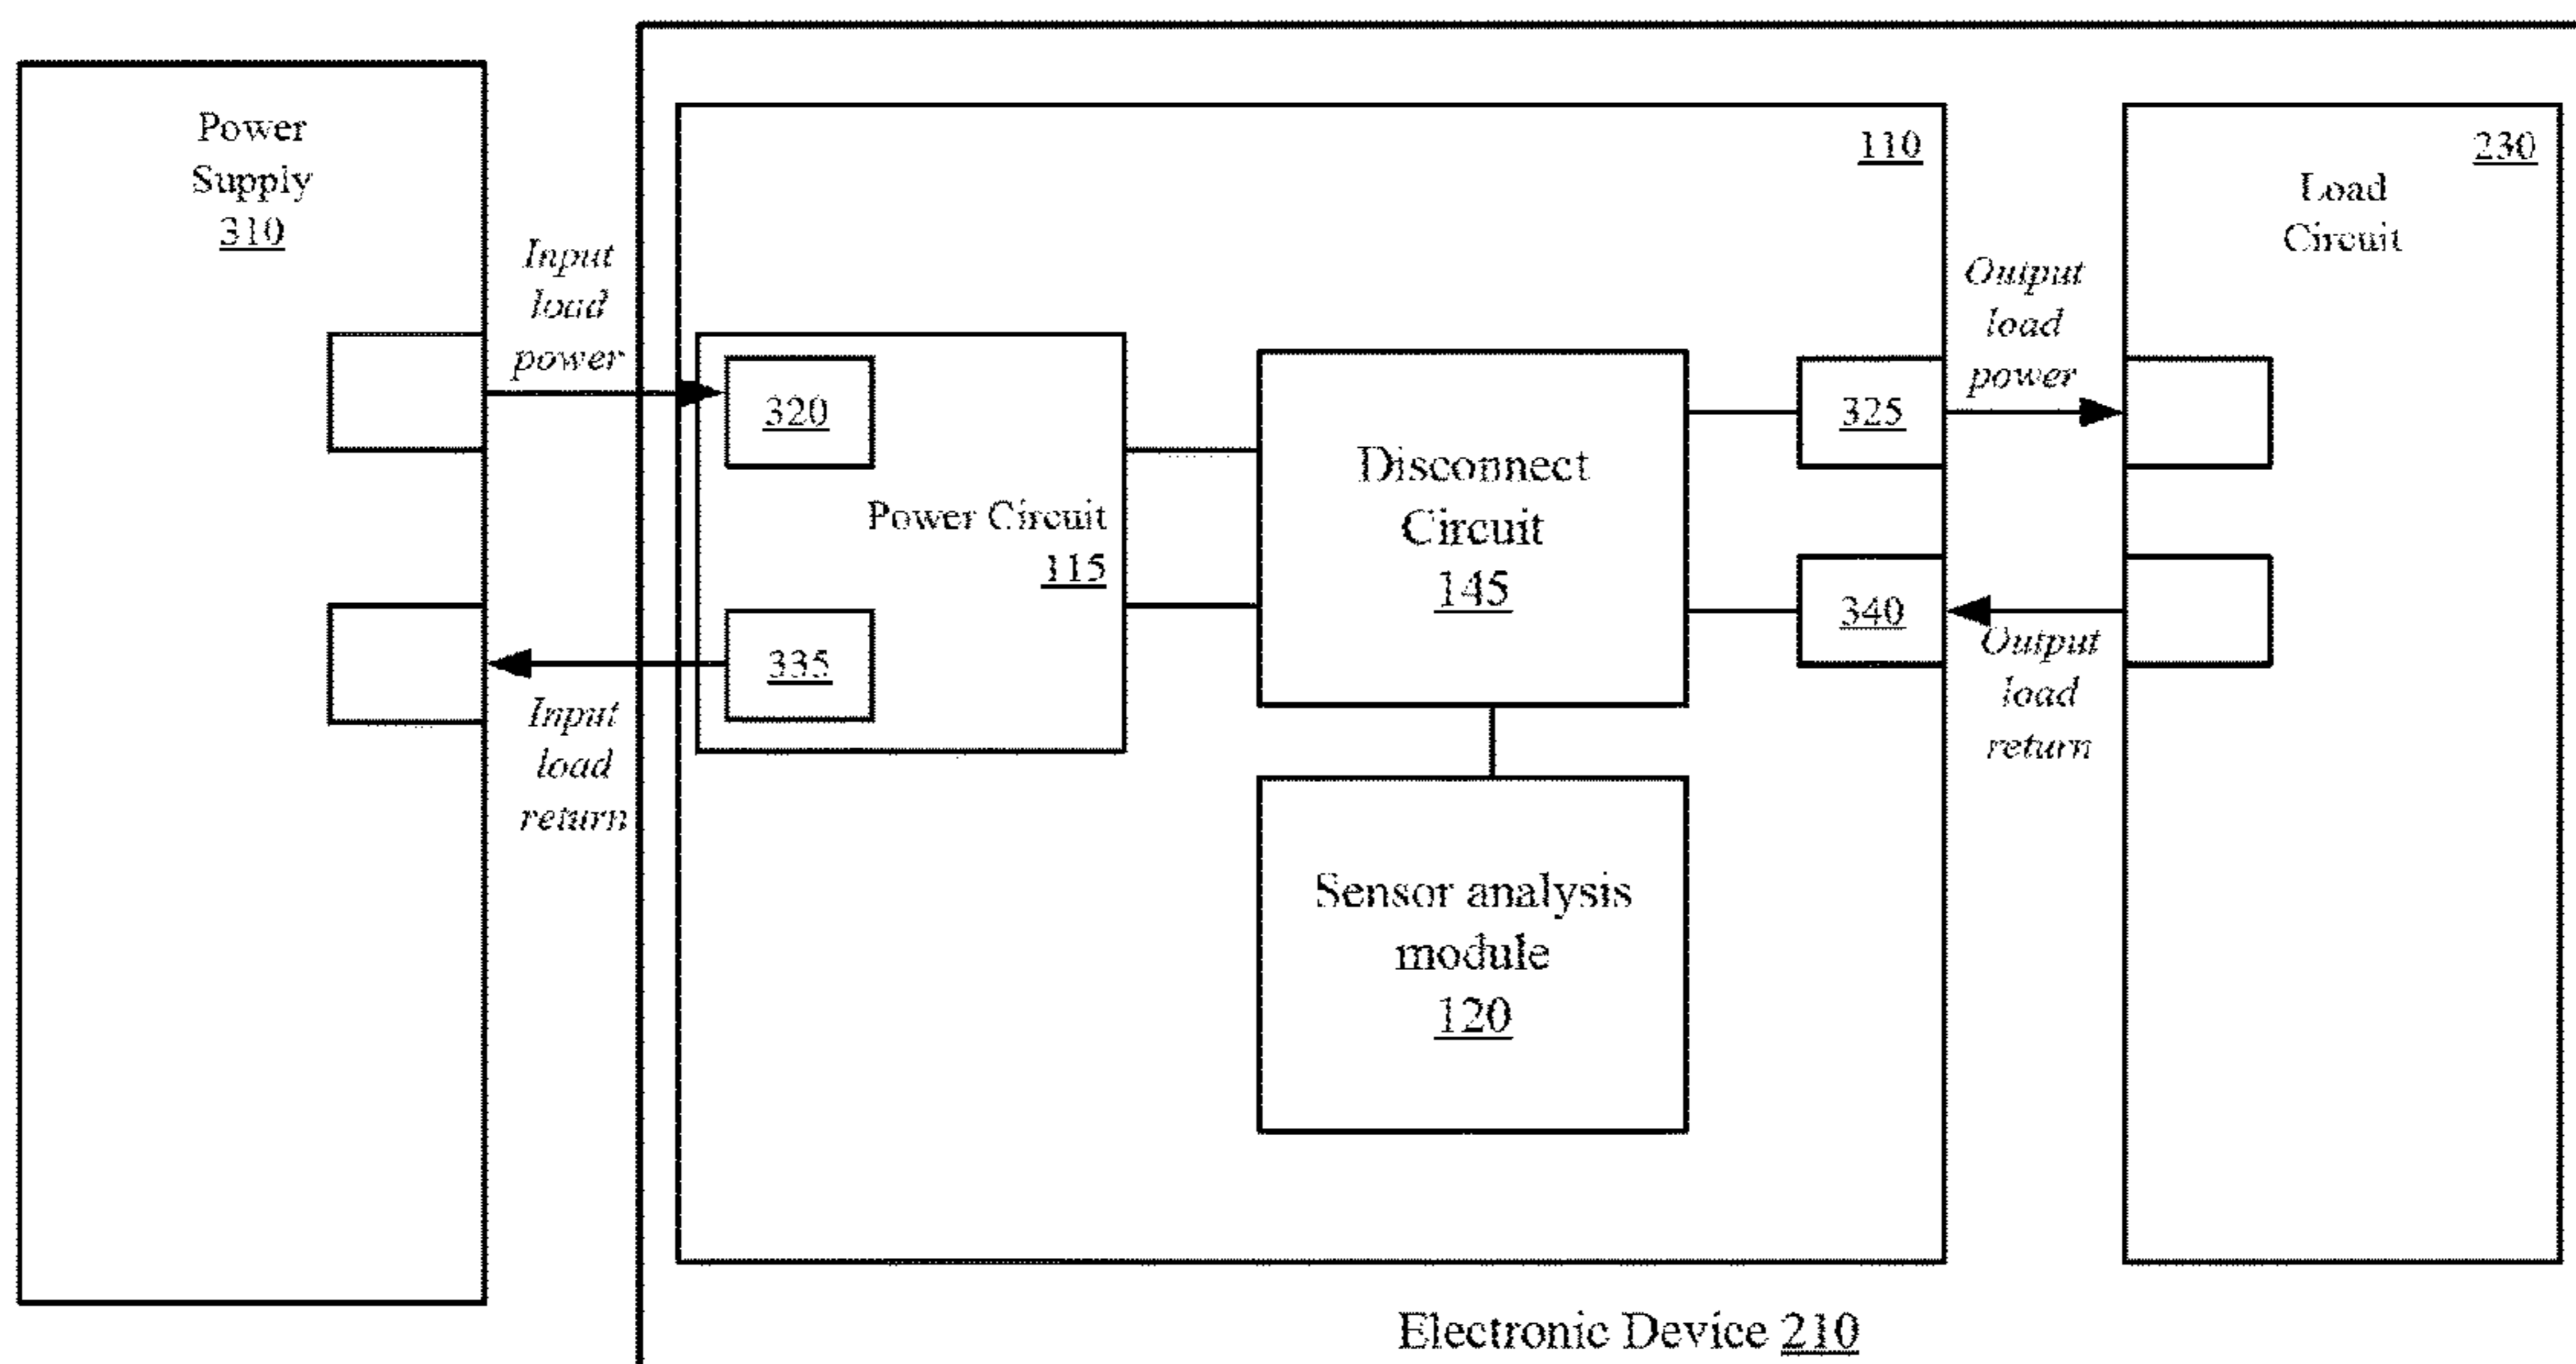 Power
Supply
310
Input
load
power
Input
load
return
110
320
Power Circuit
115
335
Disconnect
Circuit
145
Sensor analysis
module
120
325
340
Output
load
power
Output
load
return
230
Load
Circuit
Electronic Device 210